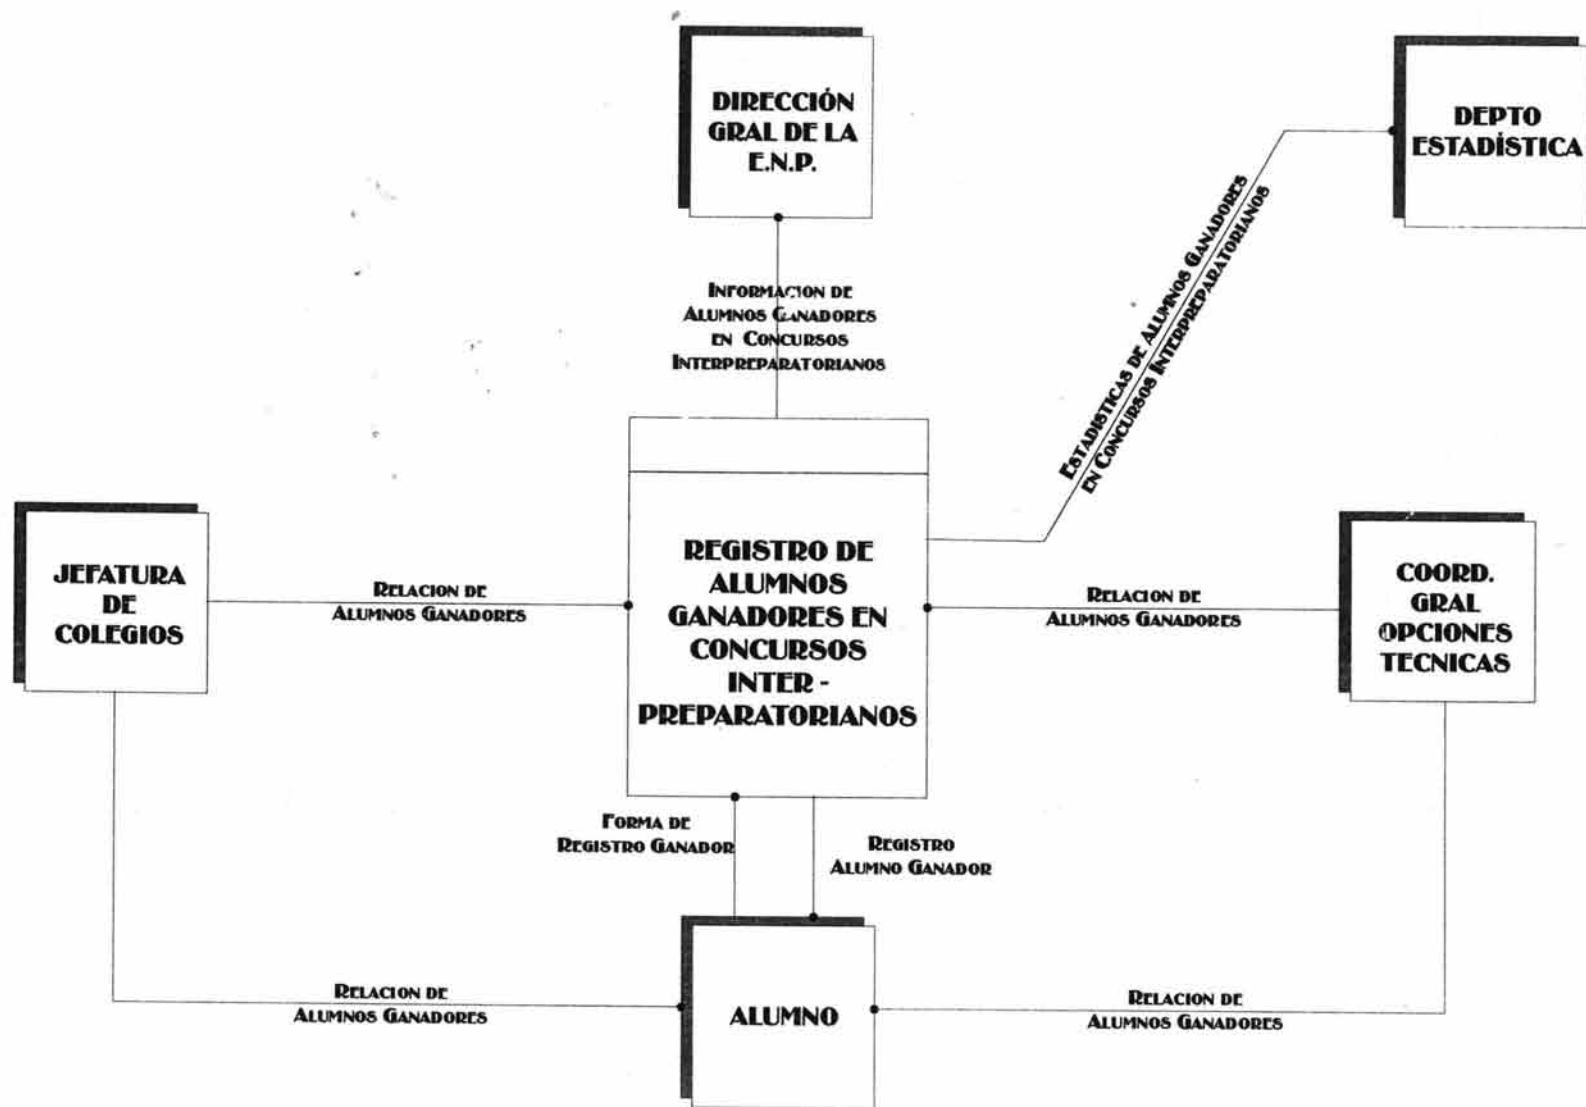 DIRECCIÓN
GRAL DE LA
E.N.P.
DEPTO
ESTADÍSTICA
INFORMACION DE
ALUMNOS GANADORES
EN CONCURSOS
INTERPREPARATORIANOS
ESTADISTICAS DE ALUMNOS GANADORES
EN CONCURSOS INTERPREPARATORIANOS
JEFATURA
DE
COLEGIOS
RELACION DE
ALUMNOS GANADORES
REGISTRO DE
ALUMNOS
GANADORES EN
CONCURSOS
INTER -
PREPARATORIANOS
RELACION DE
ALUMNOS GANADORES
COORD.
GRAL
OPCIONES
TECNICAS
FORMA DE
REGISTRO GANADOR
REGISTRO
ALUMNO GANADOR
RELACION DE
ALUMNOS GANADORES
ALUMNO
RELACION DE
ALUMNOS GANADORES